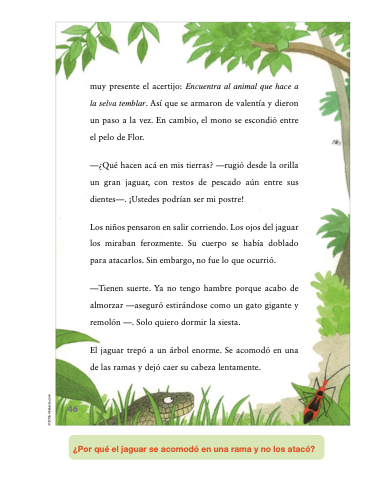 muy presente el acertijo: Encuentra al animal que hace a
la selva temblar. Así que se armaron de valentía y dieron
un paso a la vez. En cambio, el mono se escondió entre
el pelo de Flor.
—¿Qué hacen acá en mis tierras? —rugió desde la orilla
un gran jaguar, con restos de pescado aún entre sus
dientes—. ¡Ustedes podrían ser mi postre!
Los niños pensaron en salir corriendo. Los ojos del jaguar
los miraban ferozmente. Su cuerpo se había doblado
para atacarlos. Sin embargo, no fue lo que ocurrió.
—Tienen suerte. Ya no tengo hambre porque acabo de
almorzar —aseguró estirándose como un gato gigante y
remolón —. Solo quiero dormir la siesta.
El jaguar trepó a un árbol enorme. Se acomodó en una
de las ramas y dejó caer su cabeza lentamente.
46
¿Por qué el jaguar se acomodó en una rama y no los atacó?